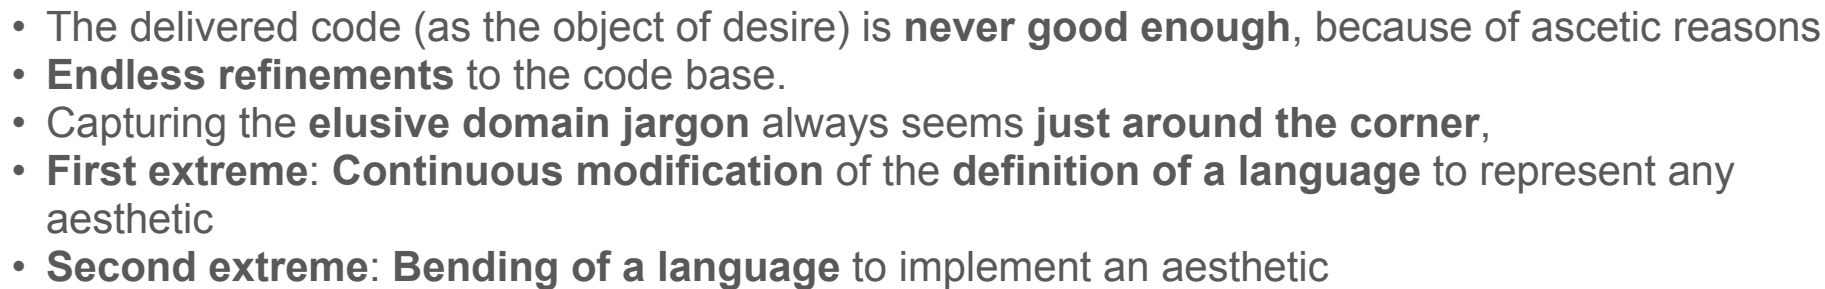 • The delivered code (as the object of desire) is never good enough, because of ascetic reasons
• Endless refinements to the code base.
• Capturing the elusive domain jargon always seems just around the corner,
• First extreme: Continuous modification of the definition of a language to represent any
aesthetic
• Second extreme: Bending of a language to implement an aesthetic